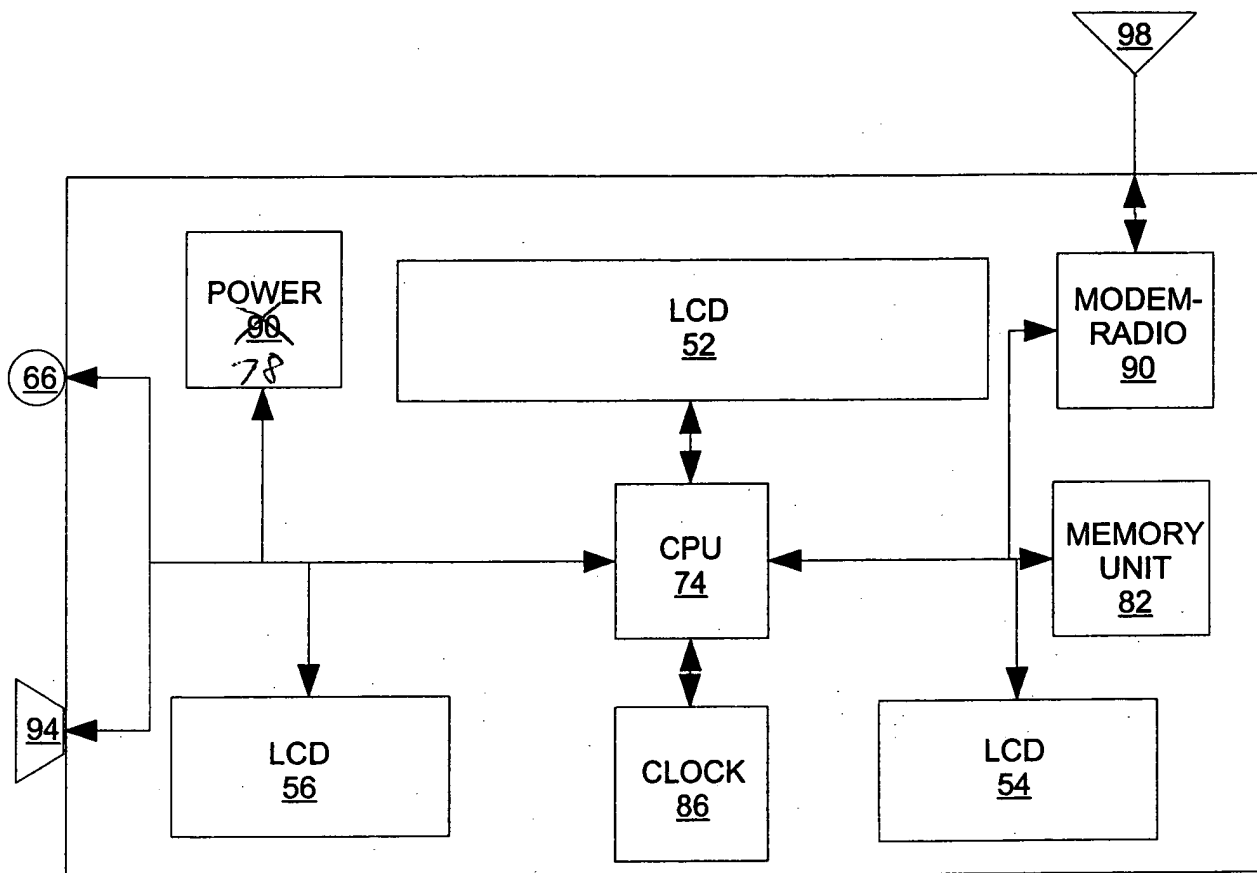 98
POWER
90
78
LCD
52
MODEM-
RADIO
90
66
CPU
74
MEMORY
UNIT
82
94
LCD
56
CLOCK
86
LCD
54